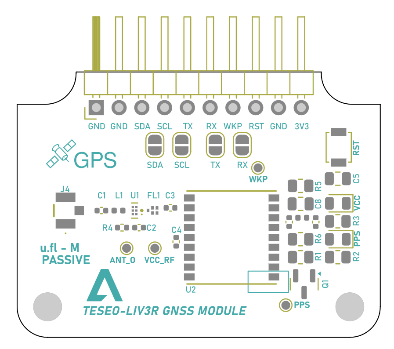 GND GND SDA SCL TX RX WKP RST GND 3V3
SDA SCL TX RX
RST
GPS
WKP
J4
C1 L1 U1 FL1 C3
R5 C5
C8 VCC
R3
R4 C2
C4
R6 PPS
R1 R2
u.fl - M
PASSIVE
ANT_O VCC_RF
U2
Q1
PPS
TESEO-LIV3R GNSS MODULE